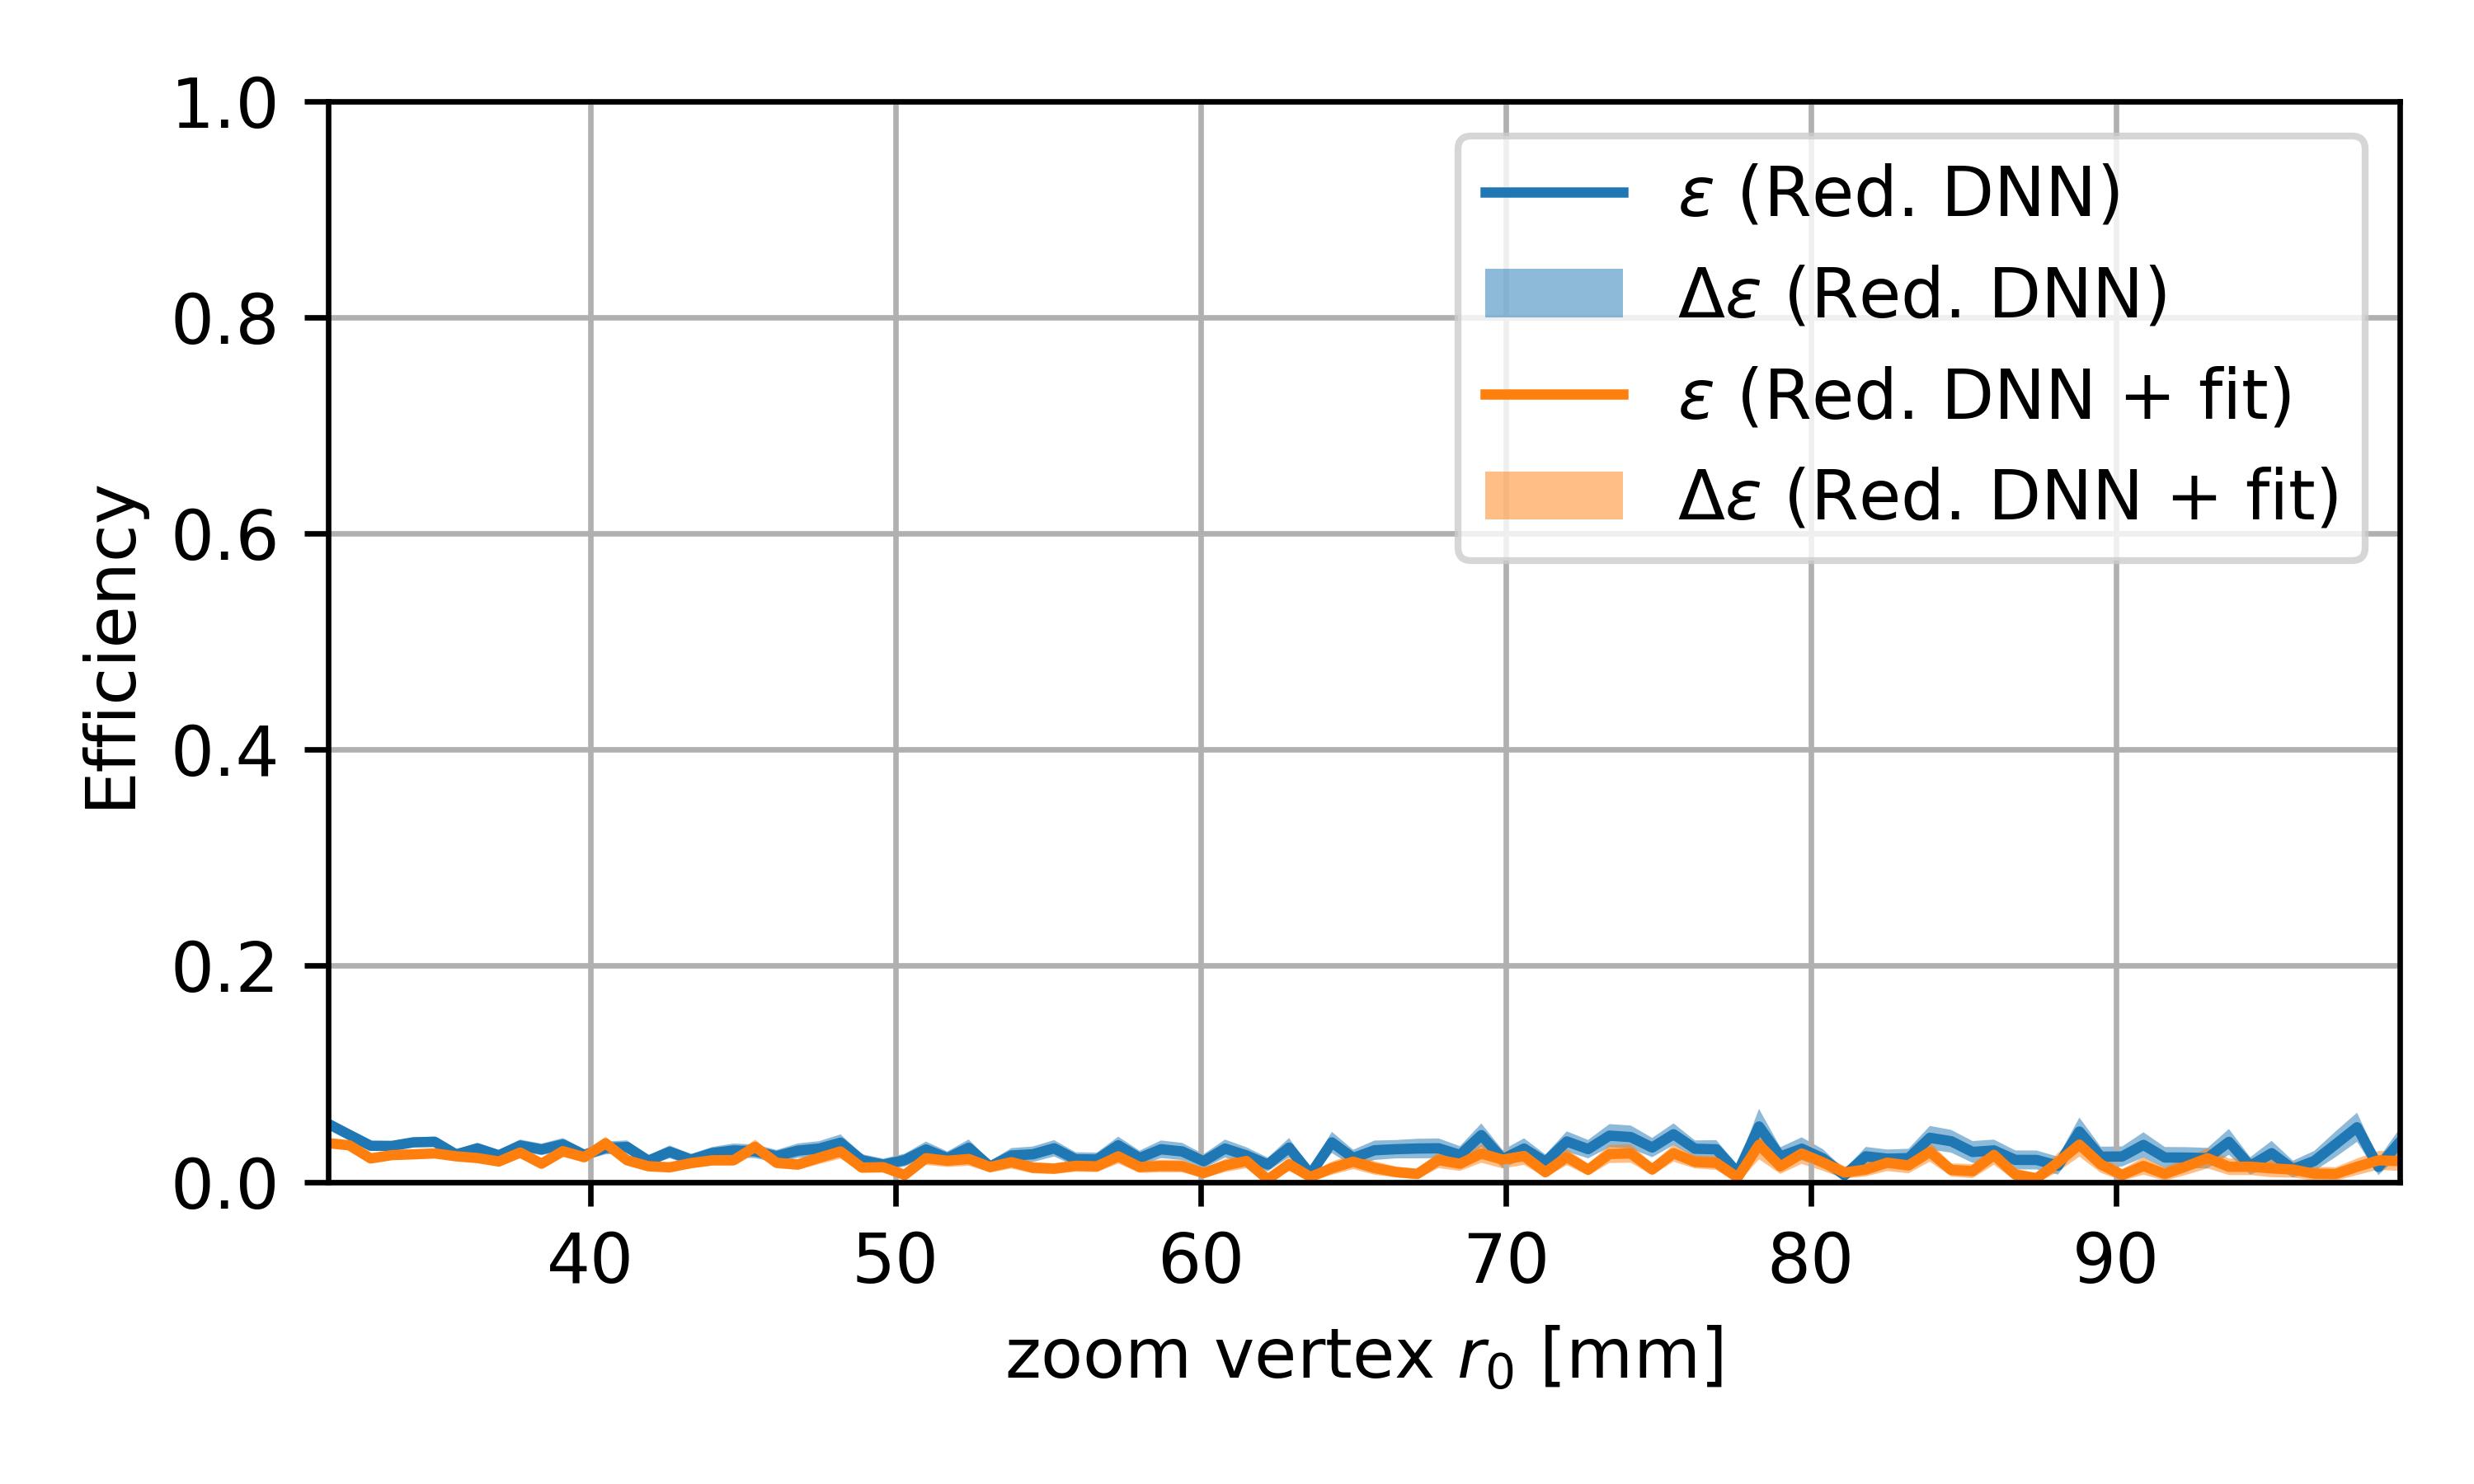 1.0
0.8
0.6
0.4
0.2
0.0
Efficiency
ε (Red. DNN)
Δε (Red. DNN)
ε (Red. DNN + fit)
Δε (Red. DNN + fit)
40 50 60 70 80 90
zoom vertex r₀ [mm]